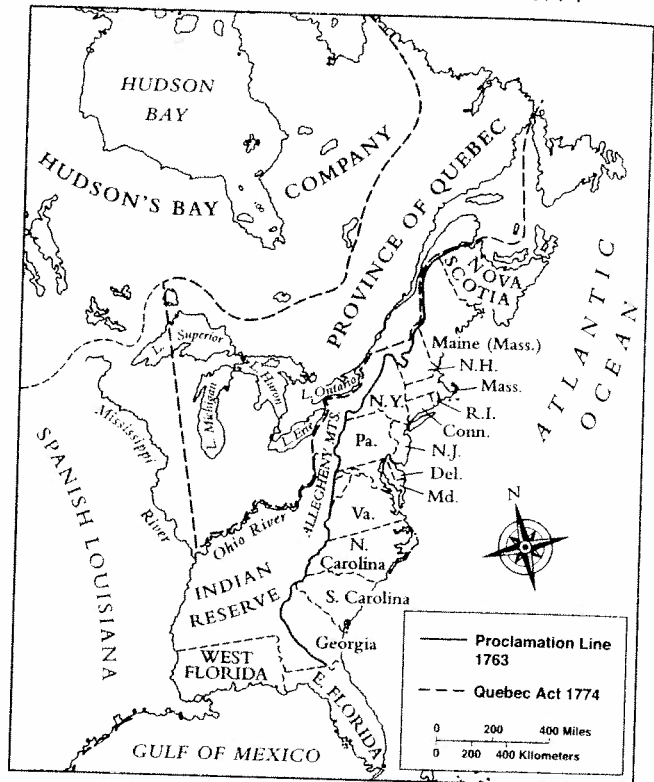 HUDSON
BAY
HUDSON'S BAY
COMPANY
PROVINCE OF QUEBEC
NOVA
SCOTIA
ATLANTIC
OCEAN
L. Superior
L. Huron
L. Michigan
L. Ontario
L. Erie
Maine (Mass.)
N.H.
Mass.
N.Y.
R.I.
Conn.
Pa.
N.J.
Del.
Md.
ALLEGHENY MTS.
Mississippi
River
SPANISH LOUISIANA
Ohio River
Va.
N.
Carolina
INDIAN
RESERVE
S. Carolina
Georgia
WEST
FLORIDA
E. FLORIDA
GULF OF MEXICO
N
Proclamation Line
1763
Quebec Act 1774
0 200 400 Miles
0 200 400 Kilometers